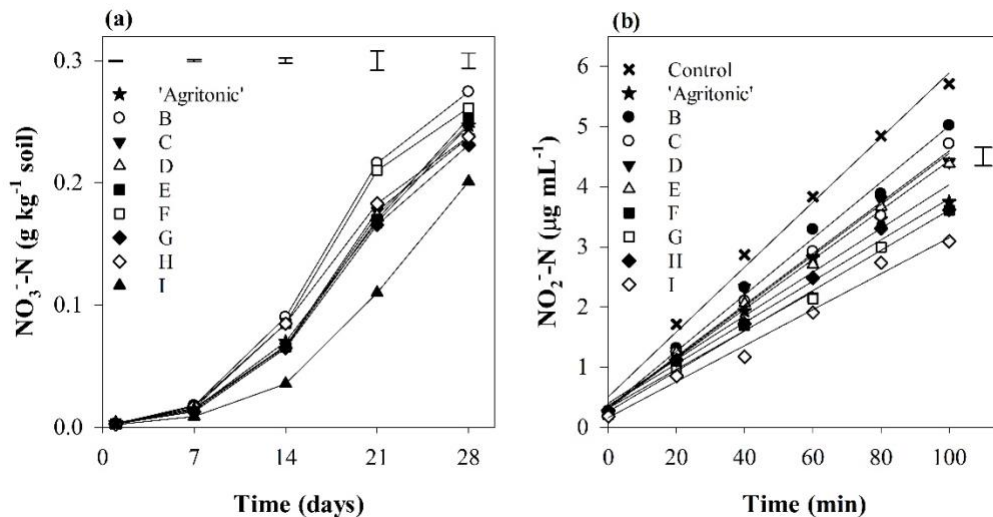 (a)
0.3
0.2
0.1
0.0
NO₃⁻-N (g kg⁻¹ soil)
'Agritonic'
B
C
D
E
F
G
H
I
0 7 14 21 28
Time (days)
(b)
6
5
4
3
2
1
0
NO₂⁻-N (µg mL⁻¹)
Control
'Agritonic'
B
C
D
E
F
G
H
I
0 20 40 60 80 100
Time (min)